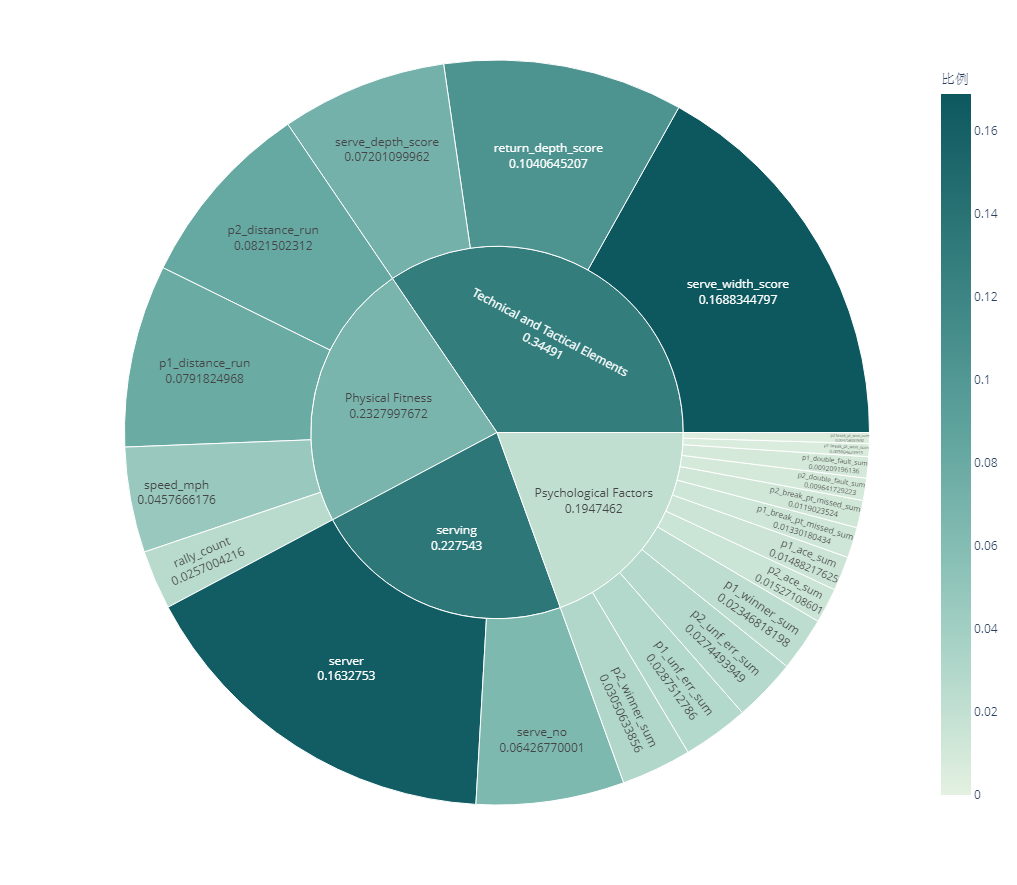 比例
0.16
0.14
0.12
0.1
0.08
0.06
0.04
0.02
0
serve_depth_score
0.07201099962
return_depth_score
0.1040645207
serve_width_score
0.1688344797
p2_distance_run
0.0821502312
p1_distance_run
0.0791824968
speed_mph
0.0457666176
rally_count
0.0257004216
Technical and Tactical Elements
0.34491
Physical Fitness
0.2327997672
serving
0.227543
Psychological Factors
0.1947462
server
0.1632753
serve_no
0.06426770001
p2_winner_sum
0.03050633856
p1_unf_err_sum
0.0287512786
p2_unf_err_sum
0.0274493949
p1_winner_sum
0.02346818198
p2_ace_sum
0.01527108601
p1_ace_sum
0.01488217625
p1_break_pt_missed_sum
0.01330180434
p2_break_pt_missed_sum
0.0119023524
p2_double_fault_sum
0.009641729223
p1_double_fault_sum
0.009209196136